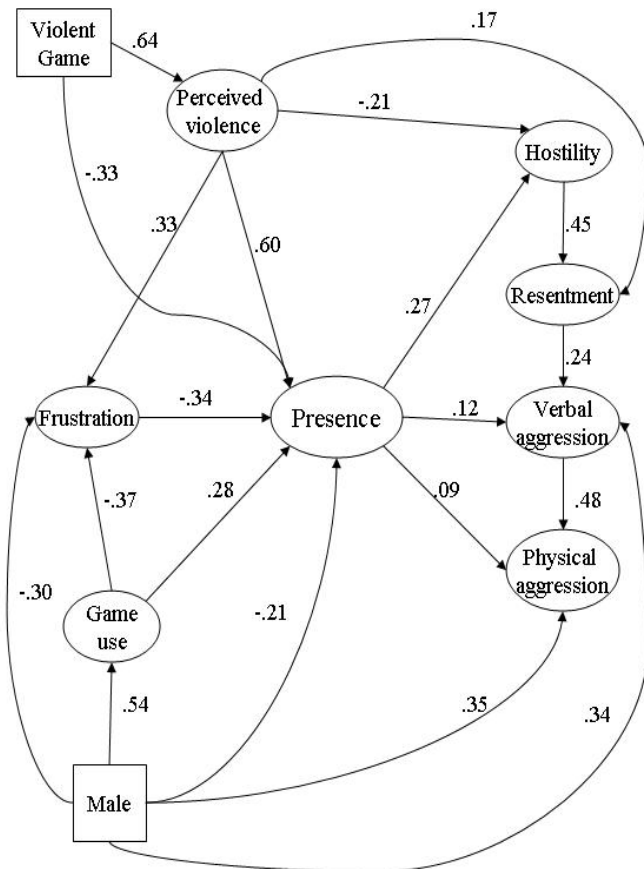 Violent
Game
.64
.17
Perceived
violence
-.21
Hostility
-.33
.33
.60
.45
.27
Resentment
.24
Frustration
-.34
Presence
.12
Verbal
aggression
-.37
.28
.09
.48
Physical
aggression
-.30
Game
use
-.21
.54
.35
.34
Male